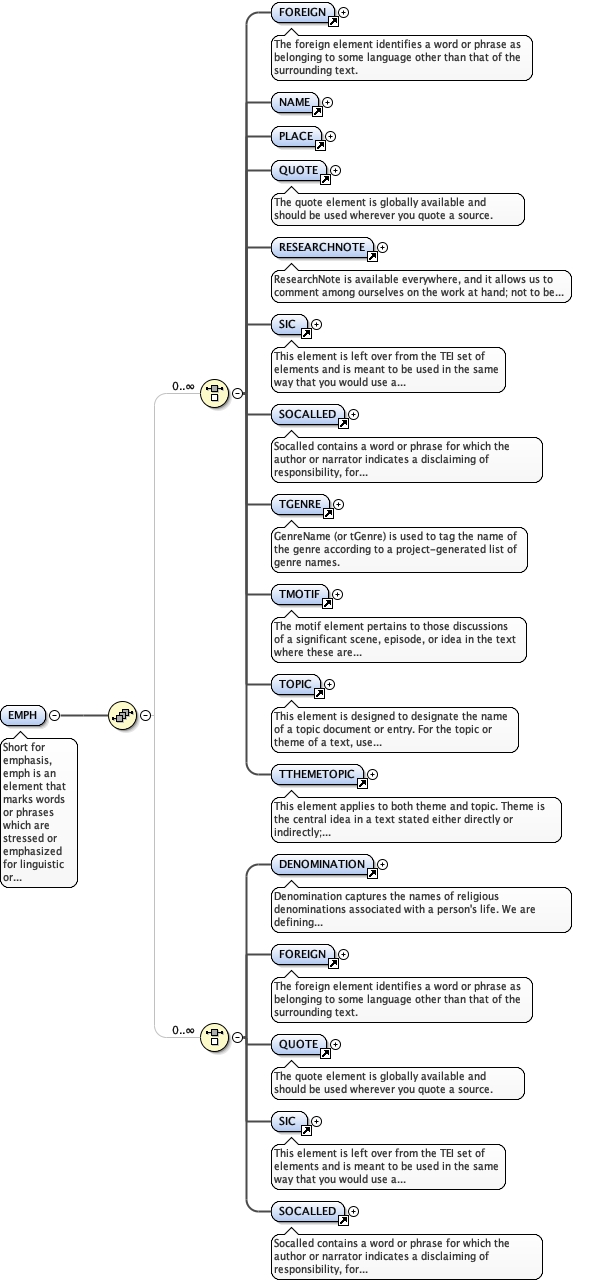 FOREIGN
The foreign element identifies a word or phrase as
belonging to some language other than that of the
surrounding text.
NAME
PLACE
QUOTE
The quote element is globally available and
should be used wherever you quote a source.
RESEARCHNOTE
ResearchNote is available everywhere, and it allows us to
comment among ourselves on the work at hand; not to be...
SIC
This element is left over from the TEI set of
elements and is meant to be used in the same
way that you would use a...
0..∞
SOCALLED
Socalled contains a word or phrase for which the
author or narrator indicates a disclaiming of
responsibility, for...
TGENRE
GenreName (or tGenre) is used to tag the name of
the genre according to a project-generated list of
genre names.
TMOTIF
The motif element pertains to those discussions
of a significant scene, episode, or idea in the text
where these are...
TOPIC
This element is designed to designate the name
of a topic document or entry. For the topic or
theme of a text, use...
TTHEMETOPIC
This element applies to both theme and topic. Theme is
the central idea in a text stated either directly or
indirectly;...
EMPH
Short for
emphasis,
emph is an
element that
marks words
or phrases
which are
stressed or
emphasized
for linguistic
or...
DENOMINATION
Denomination captures the names of religious
denominations associated with a person's life. We are
defining...
FOREIGN
The foreign element identifies a word or phrase as
belonging to some language other than that of the
surrounding text.
0..∞
QUOTE
The quote element is globally available and
should be used wherever you quote a source.
SIC
This element is left over from the TEI set of
elements and is meant to be used in the same
way that you would use a...
SOCALLED
Socalled contains a word or phrase for which the
author or narrator indicates a disclaiming of
responsibility, for...